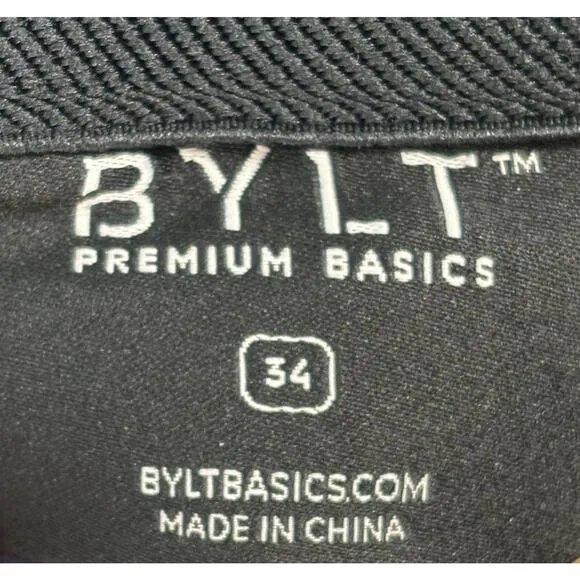 BYLT™
PREMIUM BASICS
34
BYLTBASICS.COM
MADE IN CHINA